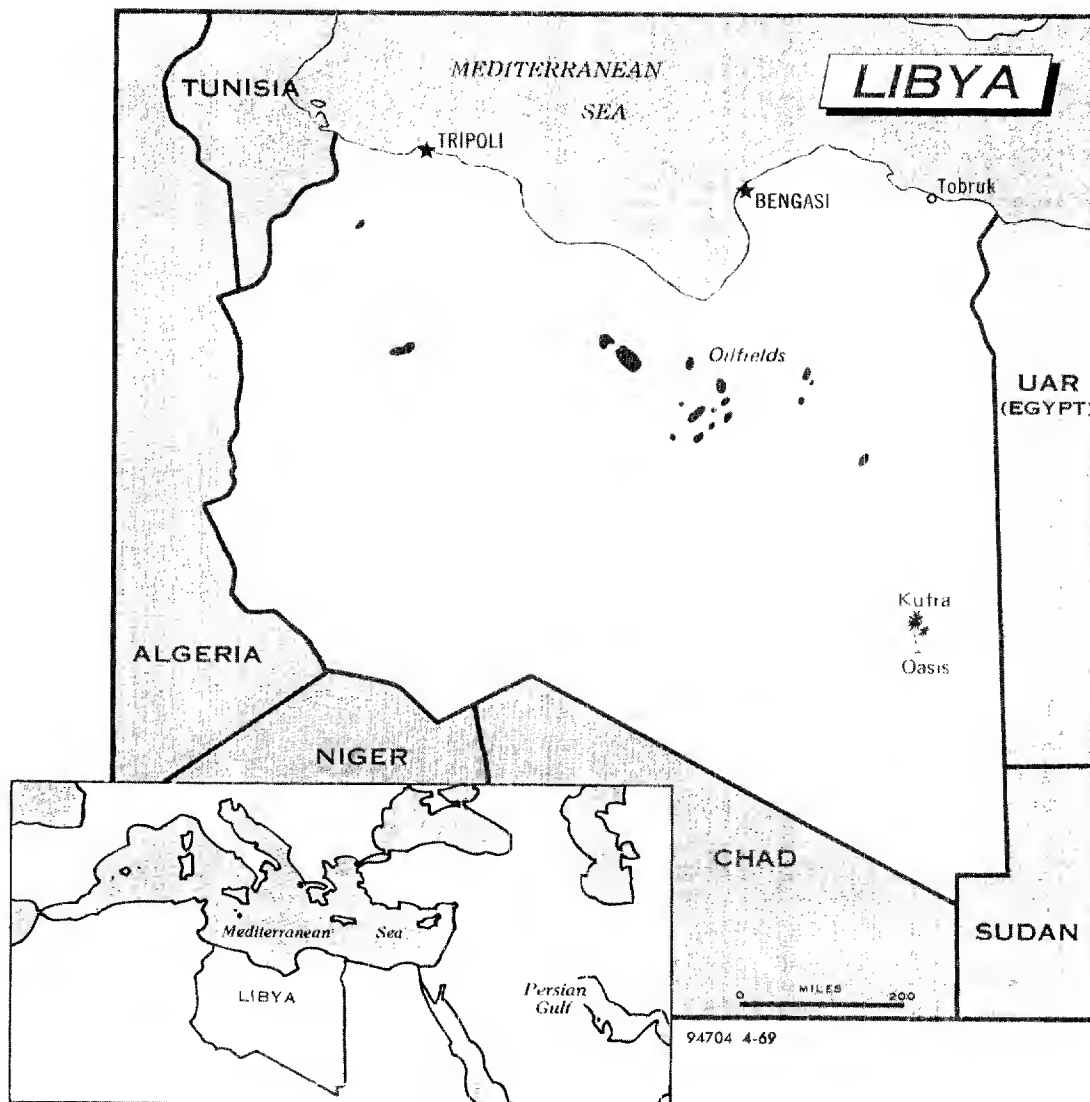 LIBYA
TUNISIA
MEDITERRANEAN
SEA
TRIPOLI
BENGASI
Tobruk
Oilfields
UAR
(EGYPT)
Kufra
Oasis
ALGERIA
NIGER
CHAD
SUDAN
MILES
0 200
94704 4-69
Mediterranean Sea
LIBYA
Persian
Gulf